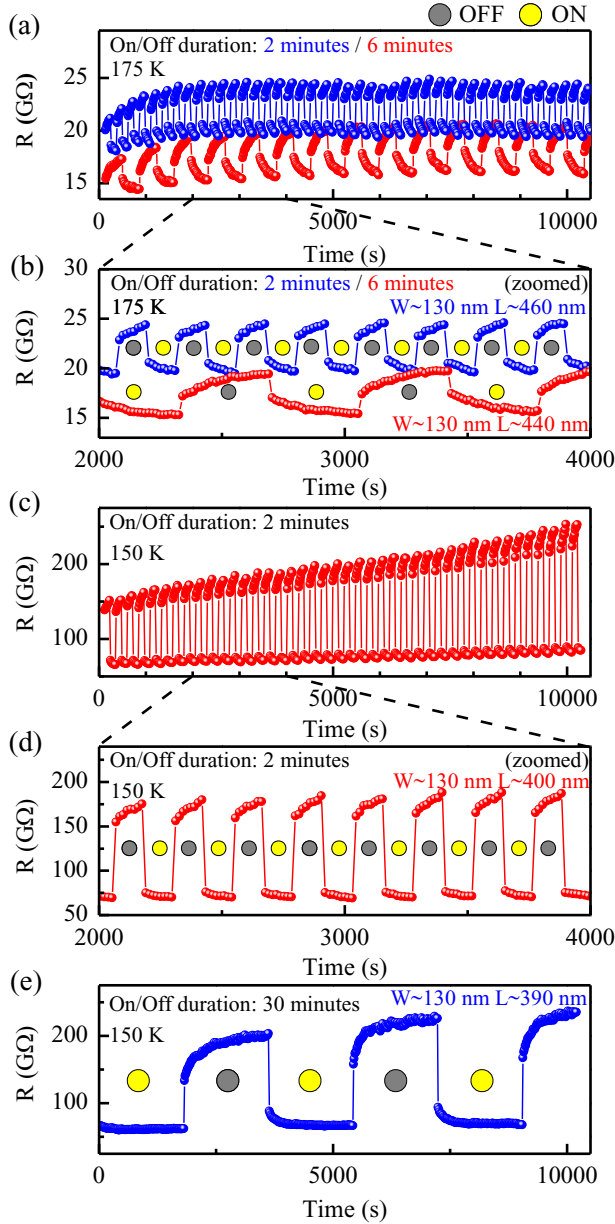 (a)
OFF ON
On/Off duration: 2 minutes / 6 minutes
175 K
R (GΩ)
25
20
15
0 5000 10000
Time (s)
(b)
On/Off duration: 2 minutes / 6 minutes (zoomed)
175 K
W~130 nm L~460 nm
R (GΩ)
30
25
20
15
W~130 nm L~440 nm
2000 3000 4000
Time (s)
(c)
On/Off duration: 2 minutes
150 K
R (GΩ)
200
100
0 5000 10000
Time (s)
(d)
On/Off duration: 2 minutes (zoomed)
150 K
W~130 nm L~400 nm
R (GΩ)
200
150
100
50
2000 3000 4000
Time (s)
(e)
On/Off duration: 30 minutes
W~130 nm L~390 nm
150 K
R (GΩ)
200
100
0 5000 10000
Time (s)